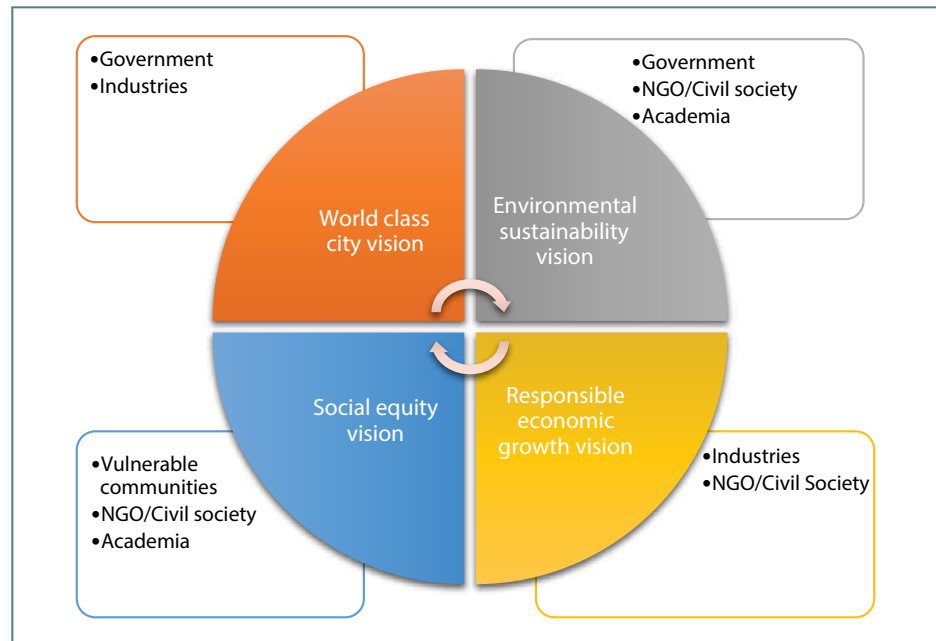 •Government
•Industries
•Government
•NGO/Civil society
•Academia
World class
city vision
Environmental
sustainability
vision
Social equity
vision
Responsible
economic
growth vision
•Vulnerable
communities
•NGO/Civil society
•Academia
•Industries
•NGO/Civil Society